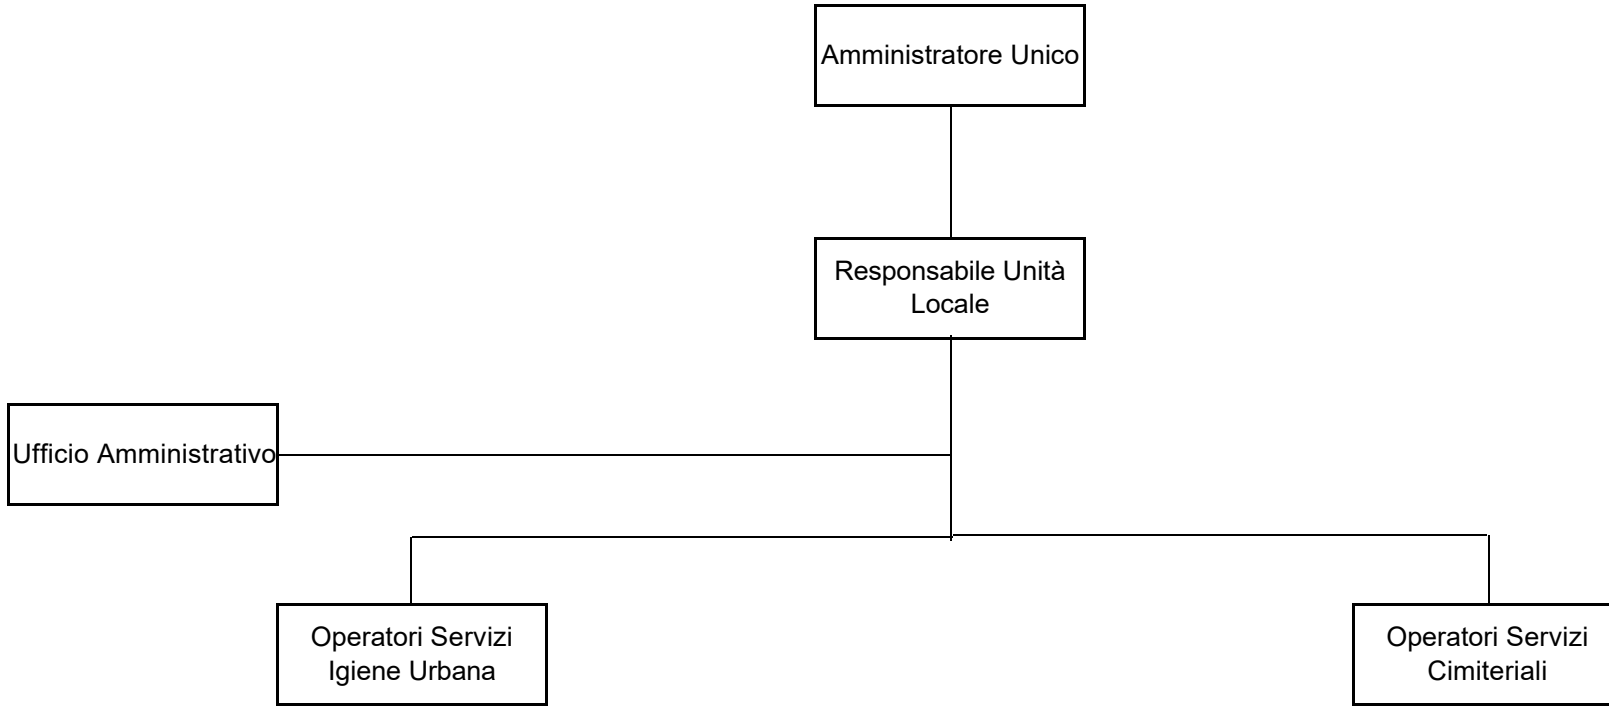 Amministratore Unico
Responsabile Unità
Locale
Ufficio Amministrativo
Operatori Servizi
Igiene Urbana
Operatori Servizi
Cimiteriali